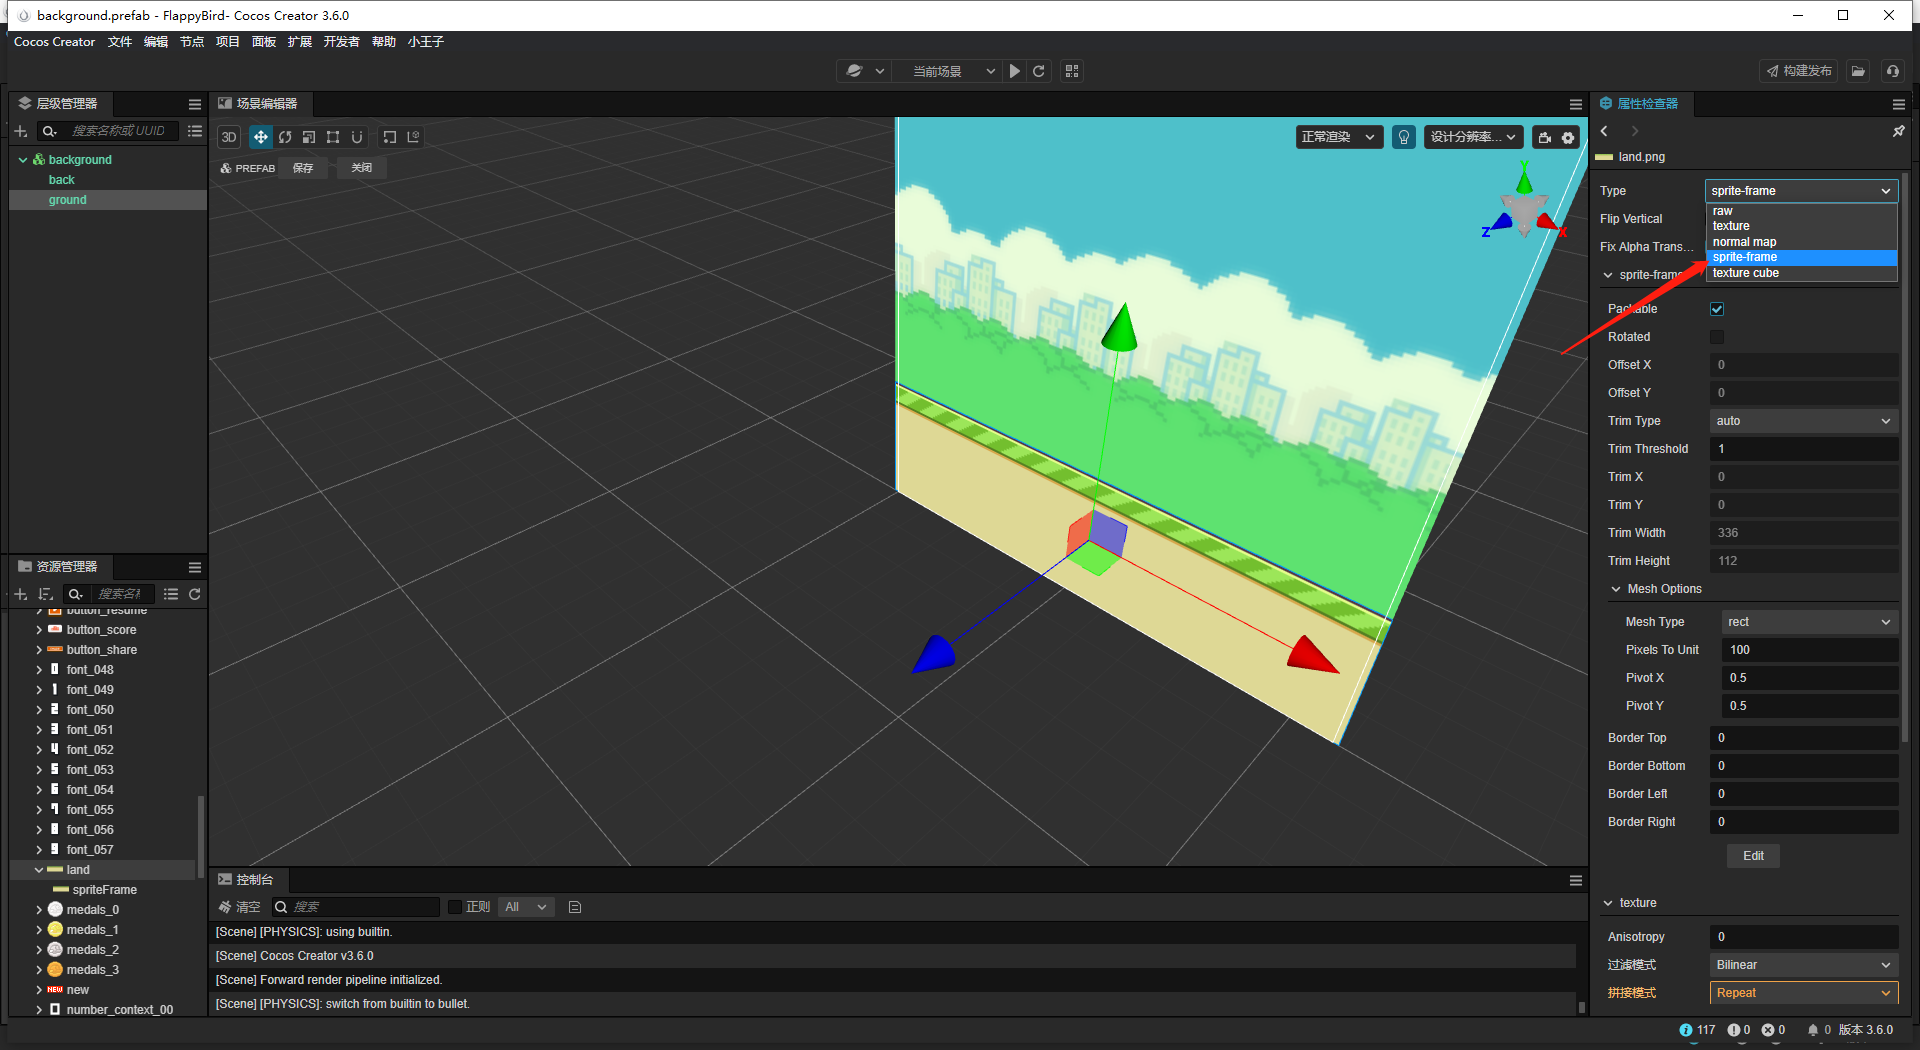 background.prefab - FlappyBird- Cocos Creator 3.6.0
Cocos Creator 文件 编辑 节点 项目 面板 扩展 开发者 帮助 小王子
当前场景
构建发布
层级管理器
搜索名称或 UUID
background
back
ground
场景编辑器
3D
PREFAB 保存 关闭
正常渲染
设计分辨率...
Y
Z
X
资源管理器
搜索名称
button_resume
button_score
button_share
font_048
font_049
font_050
font_051
font_052
font_053
font_054
font_055
font_056
font_057
land
spriteFrame
medals_0
medals_1
medals_2
medals_3
NEW new
number_context_00
控制台
清空 搜索 正则 All
[Scene] [PHYSICS]: using builtin.
[Scene] Cocos Creator v3.6.0
[Scene] Forward render pipeline initialized.
[Scene] [PHYSICS]: switch from builtin to bullet.
属性检查器
land.png
Type sprite-frame
raw
texture
normal map
sprite-frame
texture cube
Flip Vertical
Fix Alpha Trans...
sprite-frame
Packable
Rotated
Offset X 0
Offset Y 0
Trim Type auto
Trim Threshold 1
Trim X 0
Trim Y 0
Trim Width 336
Trim Height 112
Mesh Options
Mesh Type rect
Pixels To Unit 100
Pivot X 0.5
Pivot Y 0.5
Border Top 0
Border Bottom 0
Border Left 0
Border Right 0
Edit
texture
Anisotropy 0
过滤模式 Bilinear
拼接模式 Repeat
117 0 0 0 版本 3.6.0